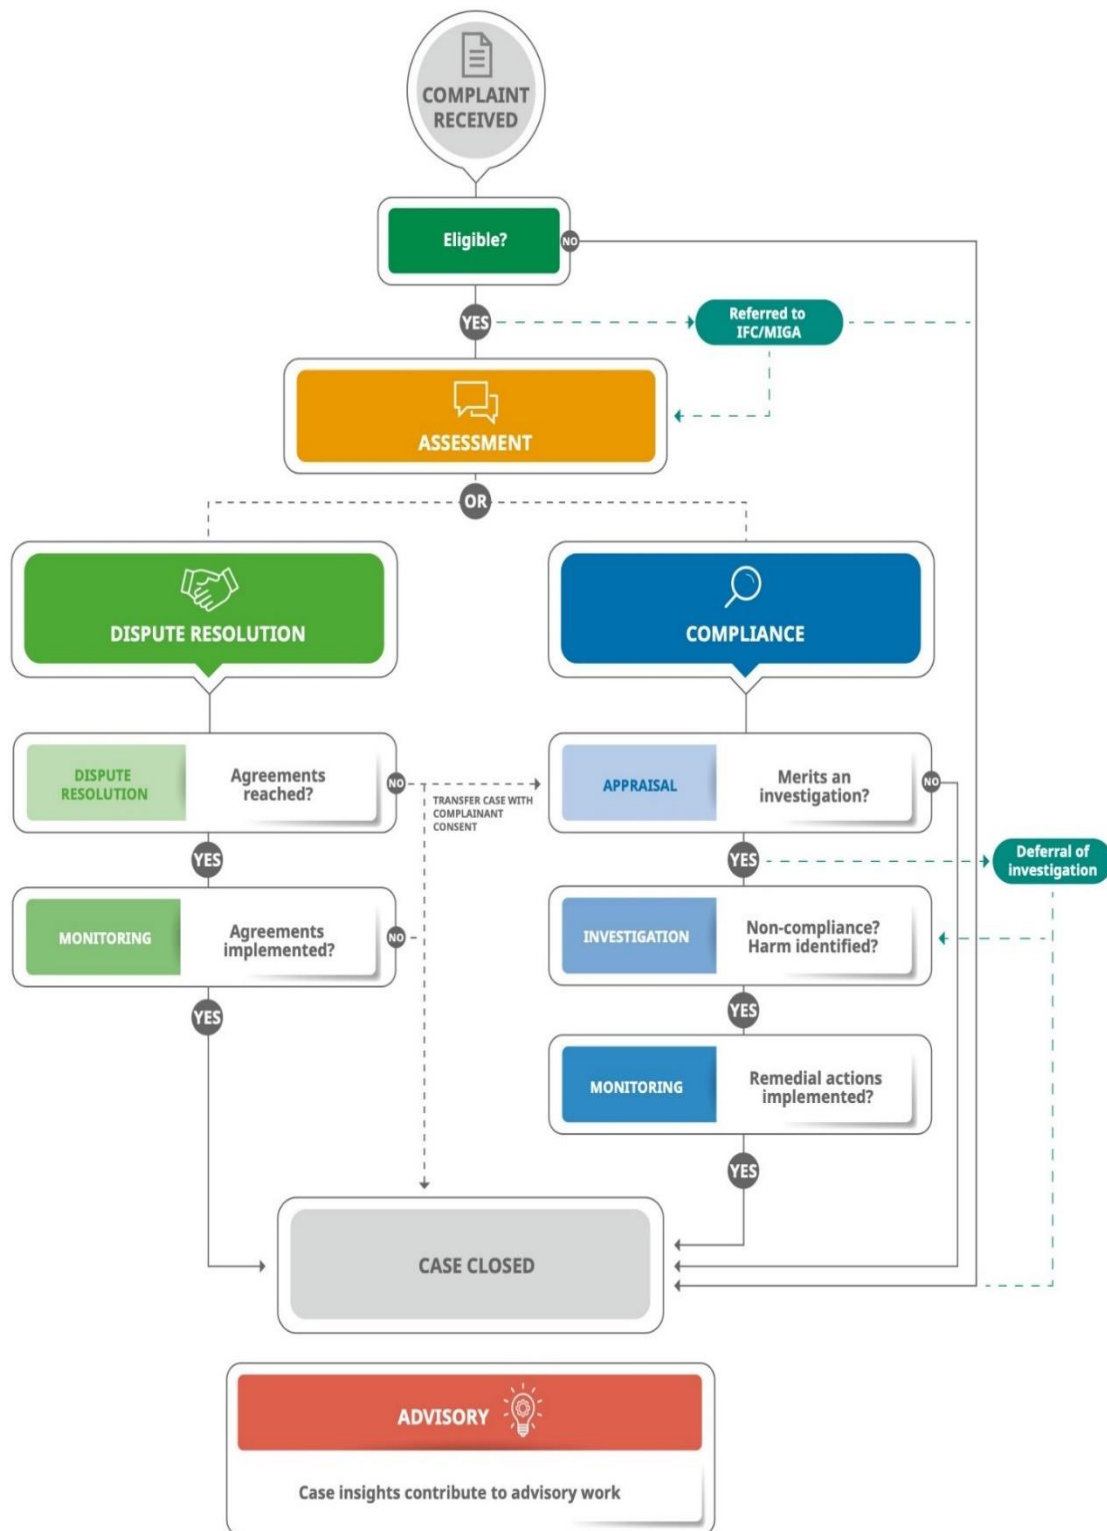 COMPLAINT
RECEIVED
Eligible?
NO
YES
Referred to
IFC/MIGA
ASSESSMENT
OR
DISPUTE RESOLUTION
COMPLIANCE
DISPUTE
RESOLUTION
Agreements
reached?
NO
TRANSFER CASE WITH
COMPLAINANT
CONSENT
APPRAISAL
Merits an
investigation?
NO
YES
YES
Deferral of
investigation
MONITORING
Agreements
implemented?
NO
INVESTIGATION
Non-compliance?
Harm identified?
YES
YES
MONITORING
Remedial actions
implemented?
YES
CASE CLOSED
ADVISORY
Case insights contribute to advisory work